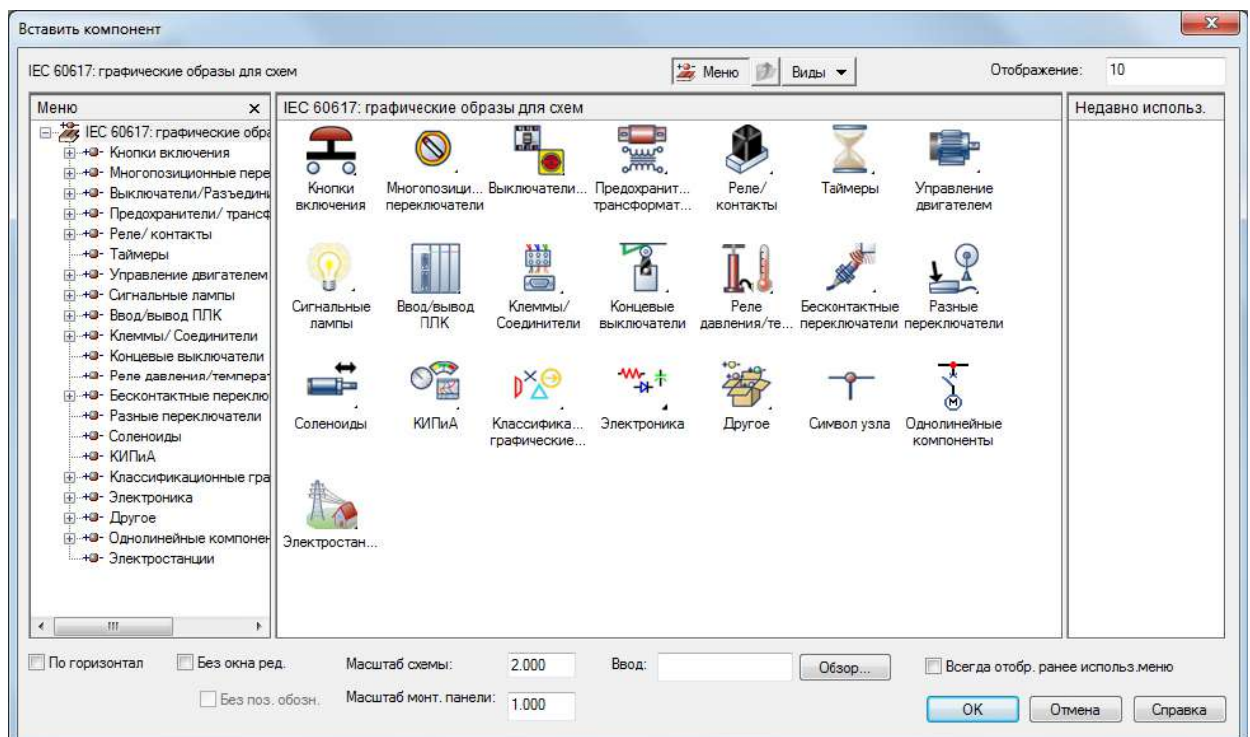 Вставить компонент
IEC 60617: графические образы для схем
Меню
Виды
Отображение:
10
Меню
IEC 60617: графические обра
Кнопки включения
Многопозиционные пере
Выключатели/Разъедин
Предохранители/ трансф
Реле/ контакты
Таймеры
Управление двигателем
Сигнальные лампы
Ввод/вывод ПЛК
Клеммы/ Соединители
Концевые выключатели
Реле давления/температ
Бесконтактные переклю
Разные переключатели
Соленоиды
КИПиА
Классификационные гра
Электроника
Другое
Однолинейные компонен
Электростанции
IEC 60617: графические образы для схем
Кнопки включения
Многопозици... переключатели
Выключатели...
Предохранит... трансформат...
Реле/ контакты
Таймеры
Управление двигателем
Сигнальные лампы
Ввод/вывод ПЛК
Клеммы/ Соединители
Концевые выключатели
Реле давления/те...
Бесконтактные переключатели
Разные переключатели
Соленоиды
КИПиА
Классифика... графические...
Электроника
Другое
Символ узла
Однолинейные компоненты
Электростан...
Недавно использ.
По горизонтал
Без окна ред.
Масштаб схемы:
2.000
Ввод:
Обзор...
Всегда отобр. ранее использ.меню
Без поз. обозн.
Масштаб монт. панели:
1.000
OK
Отмена
Справка